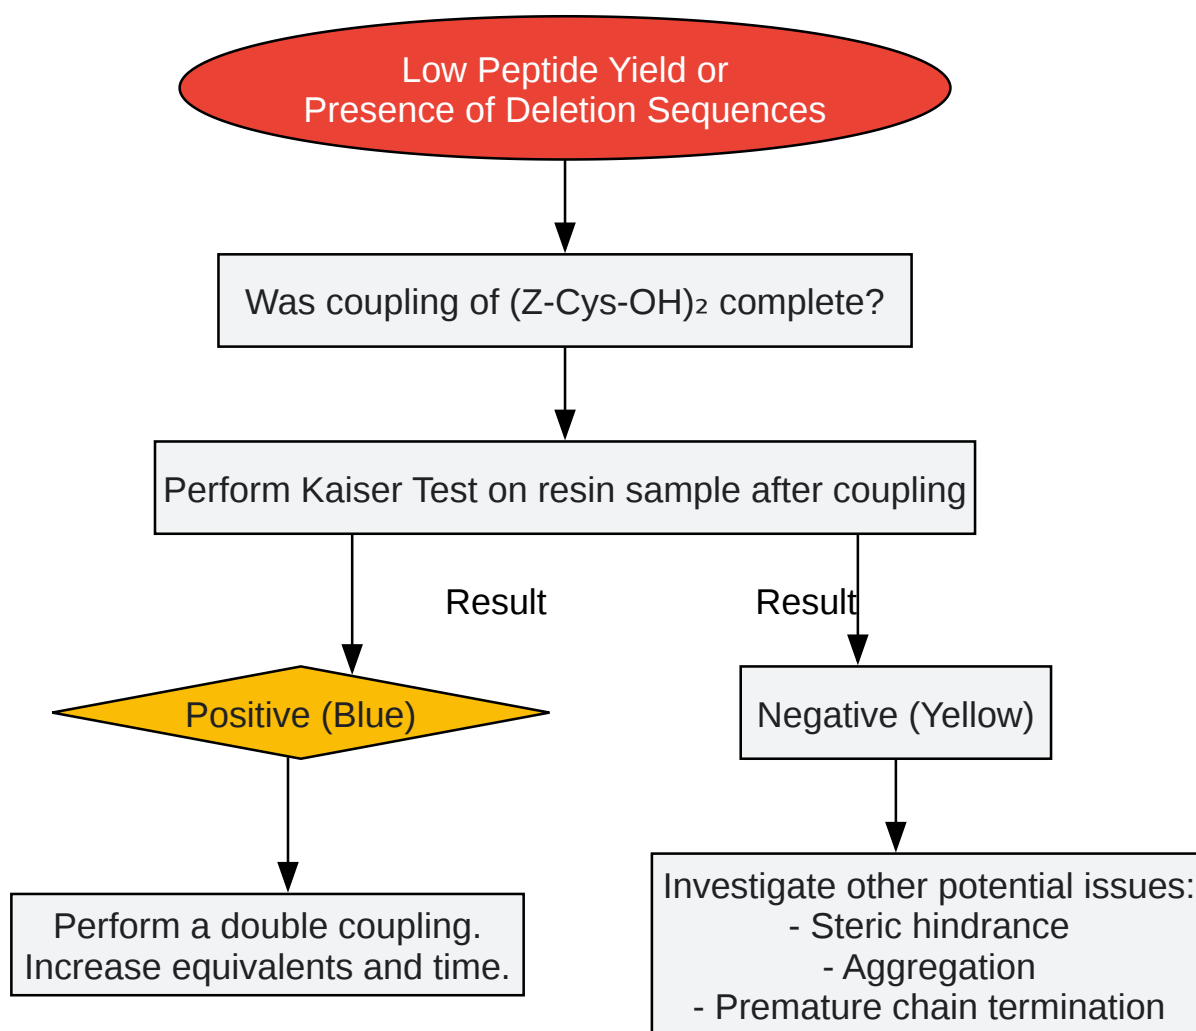 Low Peptide Yield or
Presence of Deletion Sequences
Was coupling of (Z-Cys-OH)₂ complete?
Perform Kaiser Test on resin sample after coupling
Result
Result
Positive (Blue)
Negative (Yellow)
Perform a double coupling.
Increase equivalents and time.
Investigate other potential issues:
- Steric hindrance
- Aggregation
- Premature chain termination